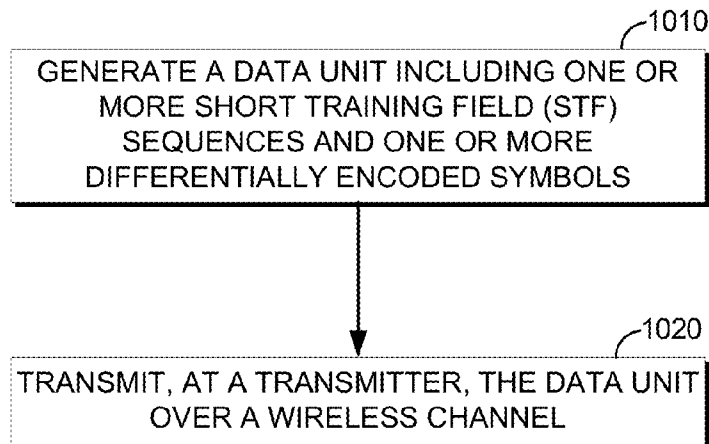 1010
GENERATE A DATA UNIT INCLUDING ONE OR
MORE SHORT TRAINING FIELD (STF)
SEQUENCES AND ONE OR MORE
DIFFERENTIALLY ENCODED SYMBOLS
1020
TRANSMIT, AT A TRANSMITTER, THE DATA UNIT
OVER A WIRELESS CHANNEL